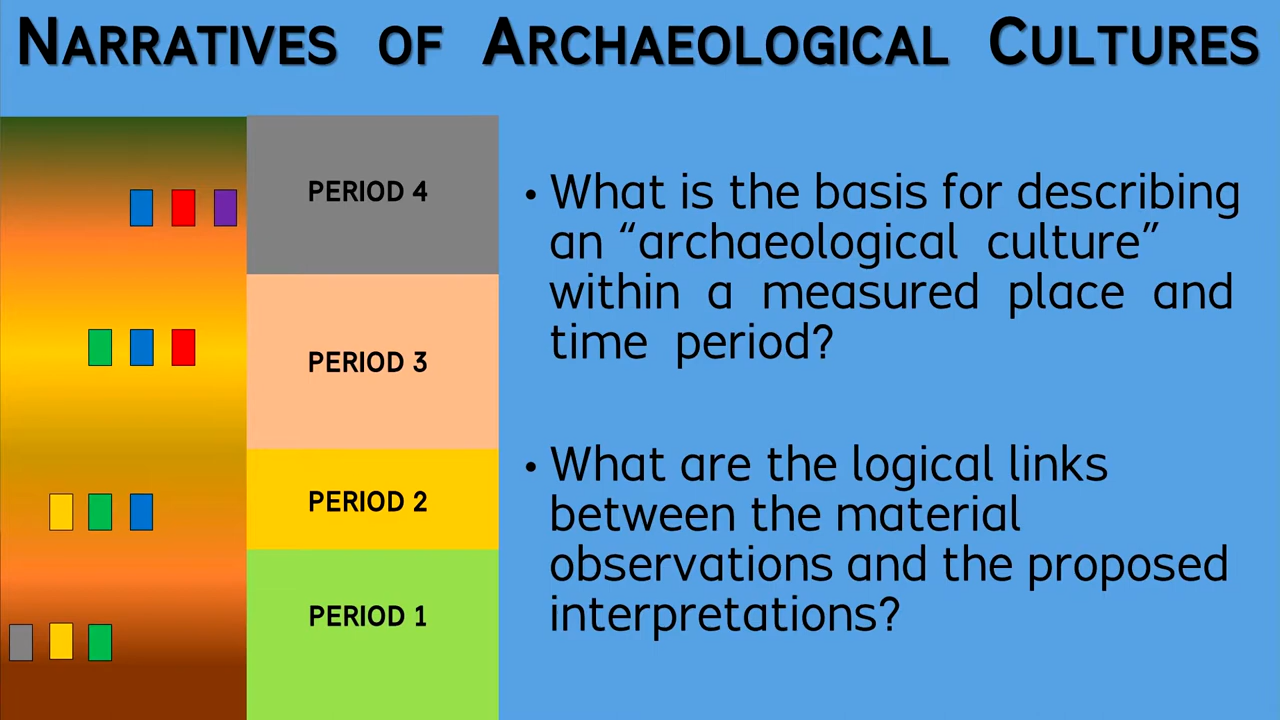 NARRATIVES OF ARCHAEOLOGICAL CULTURES
PERIOD 4
PERIOD 3
PERIOD 2
PERIOD 1
• What is the basis for describing
an “archaeological culture”
within a measured place and
time period?
• What are the logical links
between the material
observations and the proposed
interpretations?